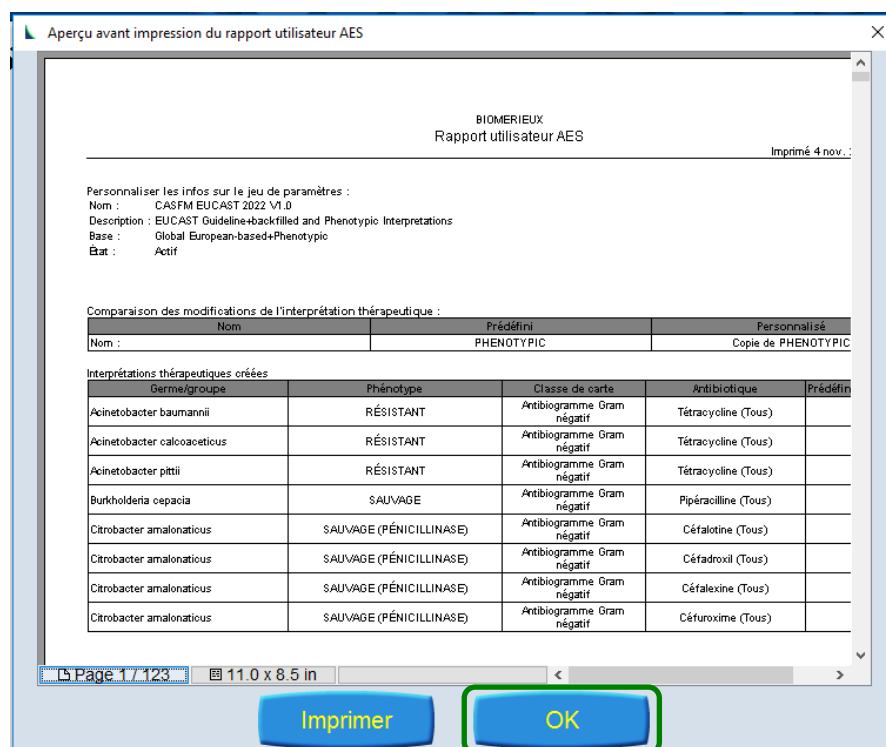 Aperçu avant impression du rapport utilisateur AES
BIOMERIEUX
Rapport utilisateur AES
Imprimé 4 nov.
Personnaliser les infos sur le jeu de paramètres :
Nom : CASFM EUCAST 2022 V1.0
Description : EUCAST Guideline+backfilled and Phenotypic Interpretations
Base : Global European-based+Phenotypic
État : Actif
Comparaison des modifications de l'interprétation thérapeutique :
Nom Prédéfini Personnalisé
Nom : PHENOTYPIC Copie de PHENOTYPIC
Interprétations thérapeutiques créées
Germe/groupe Phénotype Classe de carte Antibiotique Prédéfin
Acinetobacter baumannii RÉSISTANT Antibiogramme Gram négatif Tétracycline (Tous)
Acinetobacter calcoaceticus RÉSISTANT Antibiogramme Gram négatif Tétracycline (Tous)
Acinetobacter pittii RÉSISTANT Antibiogramme Gram négatif Tétracycline (Tous)
Burkholderia cepacia SAUVAGE Antibiogramme Gram négatif Pipéracilline (Tous)
Citrobacter amalonaticus SAUVAGE (PÉNICILLINASE) Antibiogramme Gram négatif Céfalotine (Tous)
Citrobacter amalonaticus SAUVAGE (PÉNICILLINASE) Antibiogramme Gram négatif Céfadroxil (Tous)
Citrobacter amalonaticus SAUVAGE (PÉNICILLINASE) Antibiogramme Gram négatif Céfalexine (Tous)
Citrobacter amalonaticus SAUVAGE (PÉNICILLINASE) Antibiogramme Gram négatif Céfuroxime (Tous)
Page 1 / 123 11.0 x 8.5 in
Imprimer OK